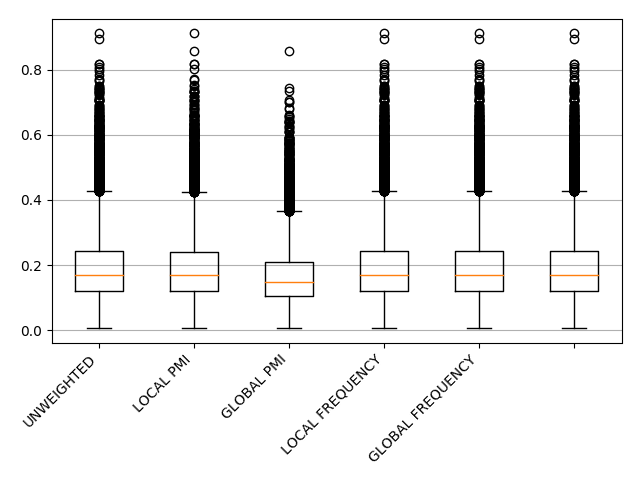 0.8
0.6
0.4
0.2
0.0
UNWEIGHTED
LOCAL PMI
GLOBAL PMI
LOCAL FREQUENCY
GLOBAL FREQUENCY